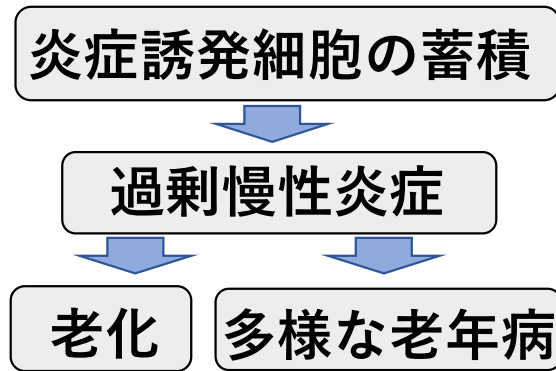 炎症誘発細胞の蓄積
過剰慢性炎症
老化
多様な老年病